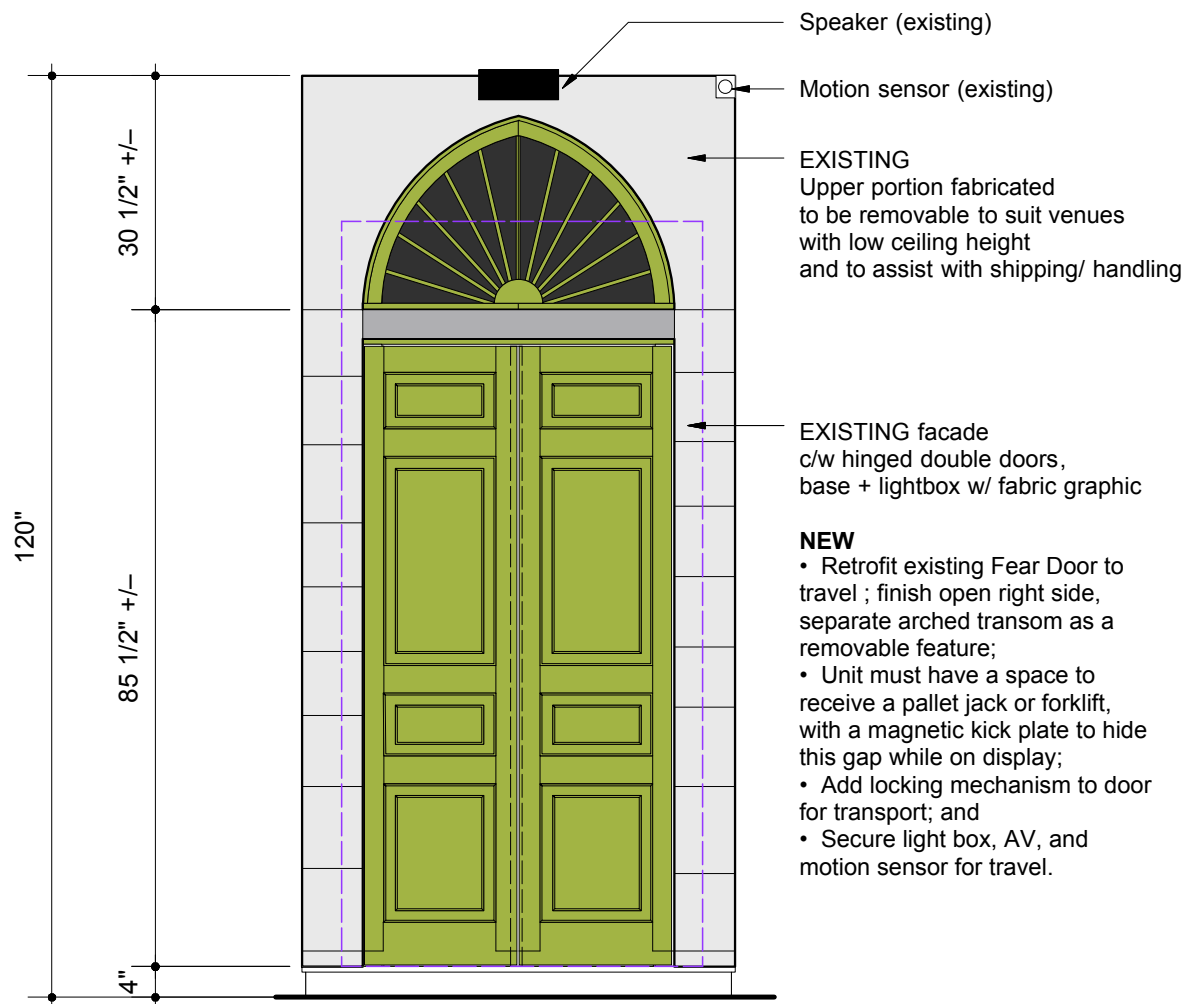 Speaker (existing)
Motion sensor (existing)
EXISTING
Upper portion fabricated
to be removable to suit venues
with low ceiling height
and to assist with shipping/ handling
EXISTING facade
c/w hinged double doors,
base + lightbox w/ fabric graphic
NEW
• Retrofit existing Fear Door to
travel ; finish open right side,
separate arched transom as a
removable feature;
• Unit must have a space to
receive a pallet jack or forklift,
with a magnetic kick plate to hide
this gap while on display;
• Add locking mechanism to door
for transport; and
• Secure light box, AV, and
motion sensor for travel.
120"
30 1/2" +/–
85 1/2" +/–
4"